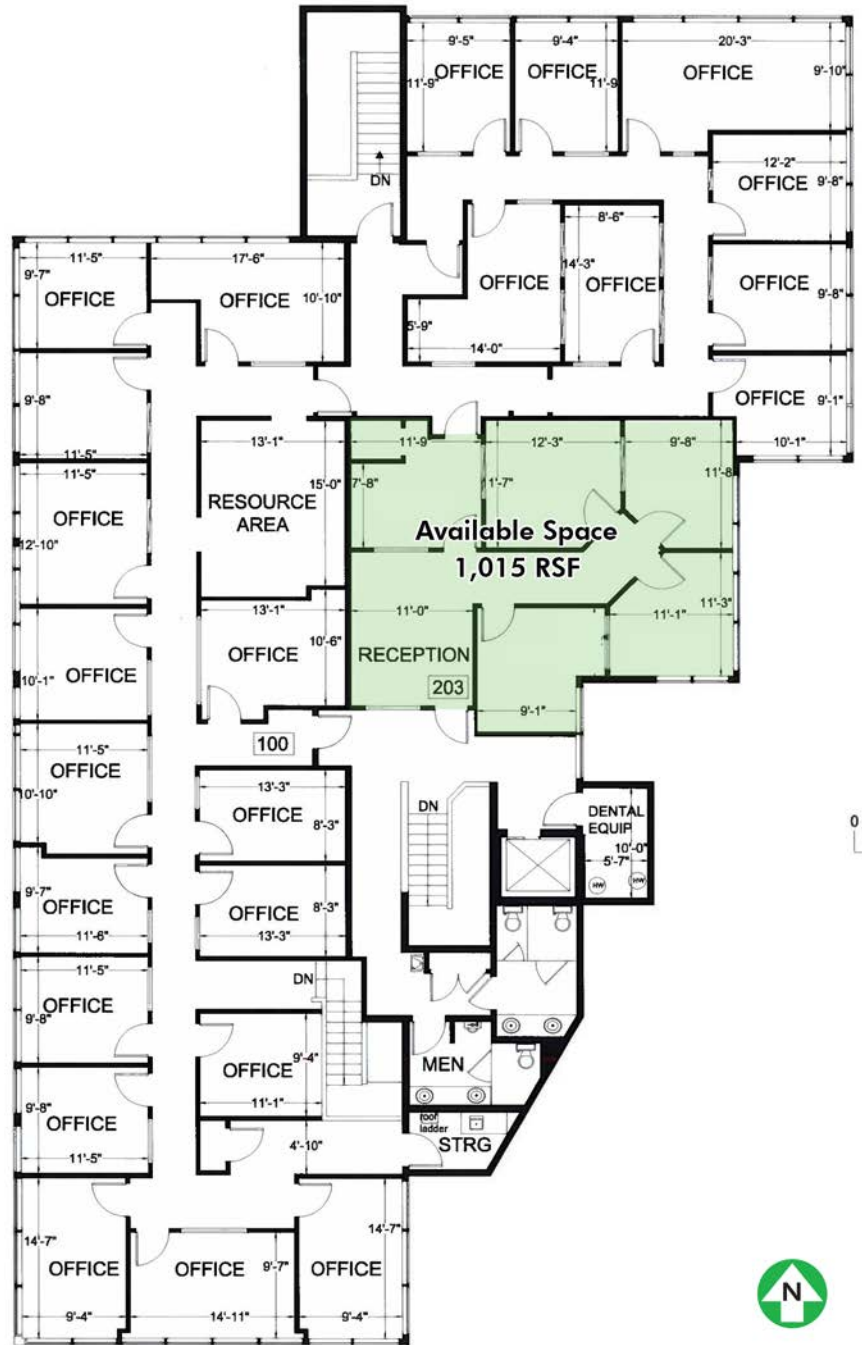 9'-5"
9'-4"
20'-3"
OFFICE
OFFICE
OFFICE
11'-9"
11'-9
9'-10"
DN
12'-2"
OFFICE
9'-8"
8'-6"
14'-3"
OFFICE
OFFICE
OFFICE
9'-8"
5'-9"
14'-0"
OFFICE
9'-1"
10'-1"
11'-5"
17'-6"
9'-7"
OFFICE
OFFICE
10'-10"
9'-8"
11'-5"
11'-5"
OFFICE
12'-10"
13'-1"
15'-0"
RESOURCE
AREA
11'-9
12'-3"
9'-8"
7'-8"
1'-7"
11'-8
Available Space
1,015 RSF
11'-0"
11'-1"
11'-3"
RECEPTION
203
9'-1"
13'-1"
OFFICE
10'-6"
10'-1"
OFFICE
100
11'-5"
OFFICE
10'-10"
13'-3"
OFFICE
8'-3"
DN
DENTAL
EQUIP
10'-0"
5'-7"
HW
HW
0
9'-7"
OFFICE
11'-6"
OFFICE
8'-3"
13'-3"
11'-5"
OFFICE
9'-8"
DN
OFFICE
9'-4"
11'-1"
MEN
9'-8"
OFFICE
11'-5"
4'-10"
roof
ladder
STRG
14'-7"
OFFICE
9'-4"
OFFICE
9'-7"
14'-11"
14'-7"
OFFICE
9'-4"
N